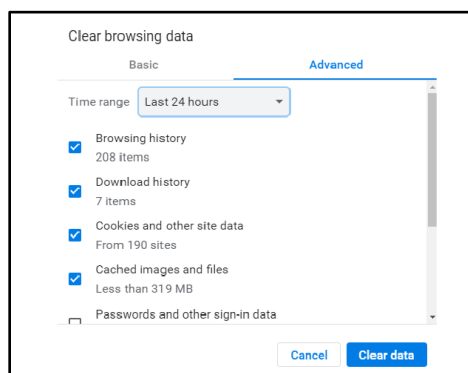 Clear browsing data
Basic Advanced
Time range Last 24 hours
Browsing history
208 items
Download history
7 items
Cookies and other site data
From 190 sites
Cached images and files
Less than 319 MB
Passwords and other sign-in data
Cancel Clear data